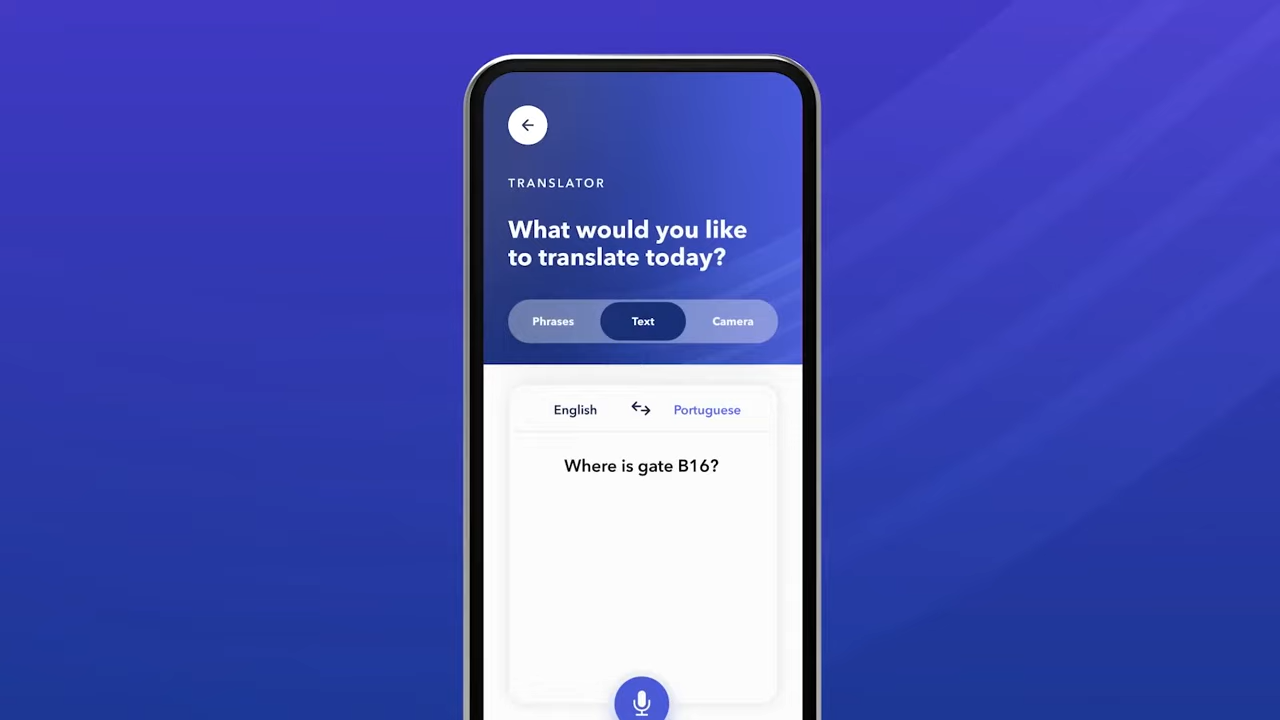 TRANSLATOR
What would you like
to translate today?
Phrases
Text
Camera
English
Portuguese
Where is gate B16?